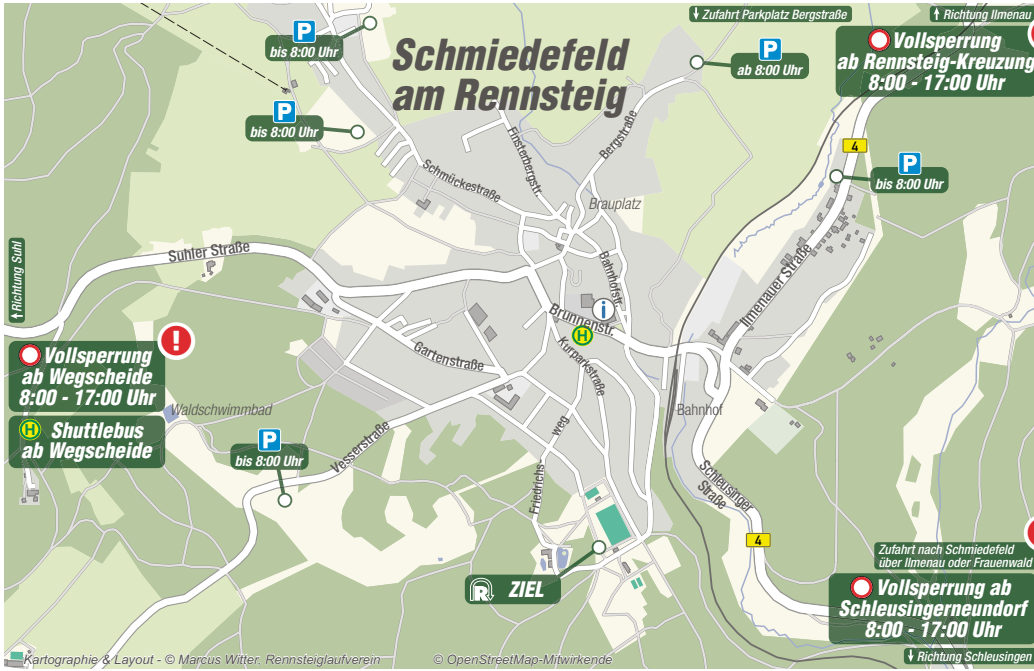 ↓ Zufahrt Parkplatz Bergstraße
↑ Richtung Ilmenau
P
bis 8:00 Uhr
Schmiedefeld
am Rennsteig
P
ab 8:00 Uhr
Vollsperrung
ab Rennsteig-Kreuzung
8:00 - 17:00 Uhr
P
bis 8:00 Uhr
Finsterbergstr.
Bergstraße
4
P
bis 8:00 Uhr
Schmückestraße
Brauplatz
Suhler Straße
Bahnhofstr.
Ilmenauer Straße
↑ Richtung Suhl
i
Brunnenstr.
H
!
Vollsperrung
ab Wegscheide
8:00 - 17:00 Uhr
Gartenstraße
Kurparkstraße
Waldschwimmbad
Bahnhof
H Shuttlebus
ab Wegscheide
P
bis 8:00 Uhr
Vesserstraße
Friedrichs-
weg
Schleusinger
Straße
4
Zufahrt nach Schmiedefeld
über Ilmenau oder Frauenwald
R ZIEL
Vollsperrung ab
Schleusingerneundorf
8:00 - 17:00 Uhr
↓ Richtung Schleusingen
Kartographie & Layout - © Marcus Witter. Rennsteiglaufverein
© OpenStreetMap-Mitwirkende